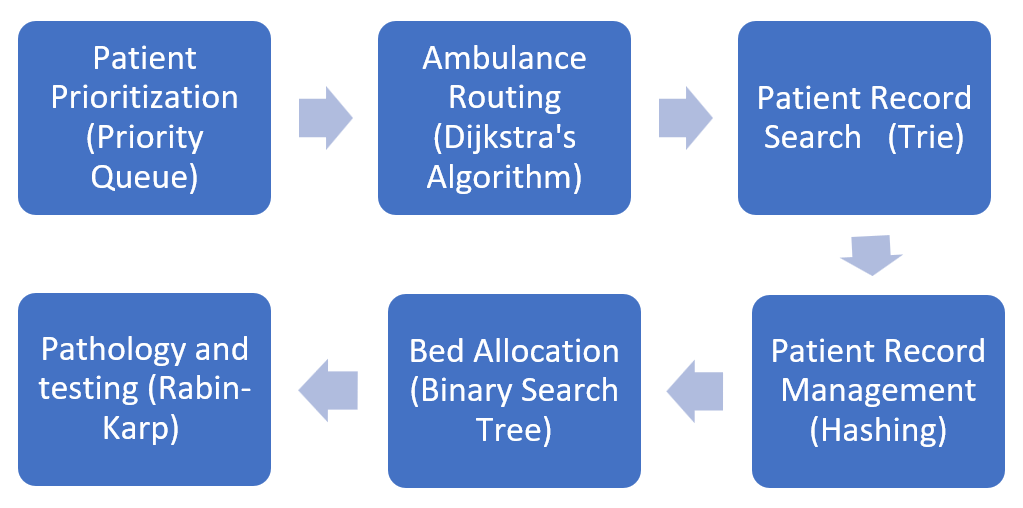 Patient
Prioritization
(Priority
Queue)
Ambulance
Routing
(Dijkstra's
Algorithm)
Patient Record
Search (Trie)
Patient Record
Management
(Hashing)
Bed Allocation
(Binary Search
Tree)
Pathology and
testing (Rabin-
Karp)